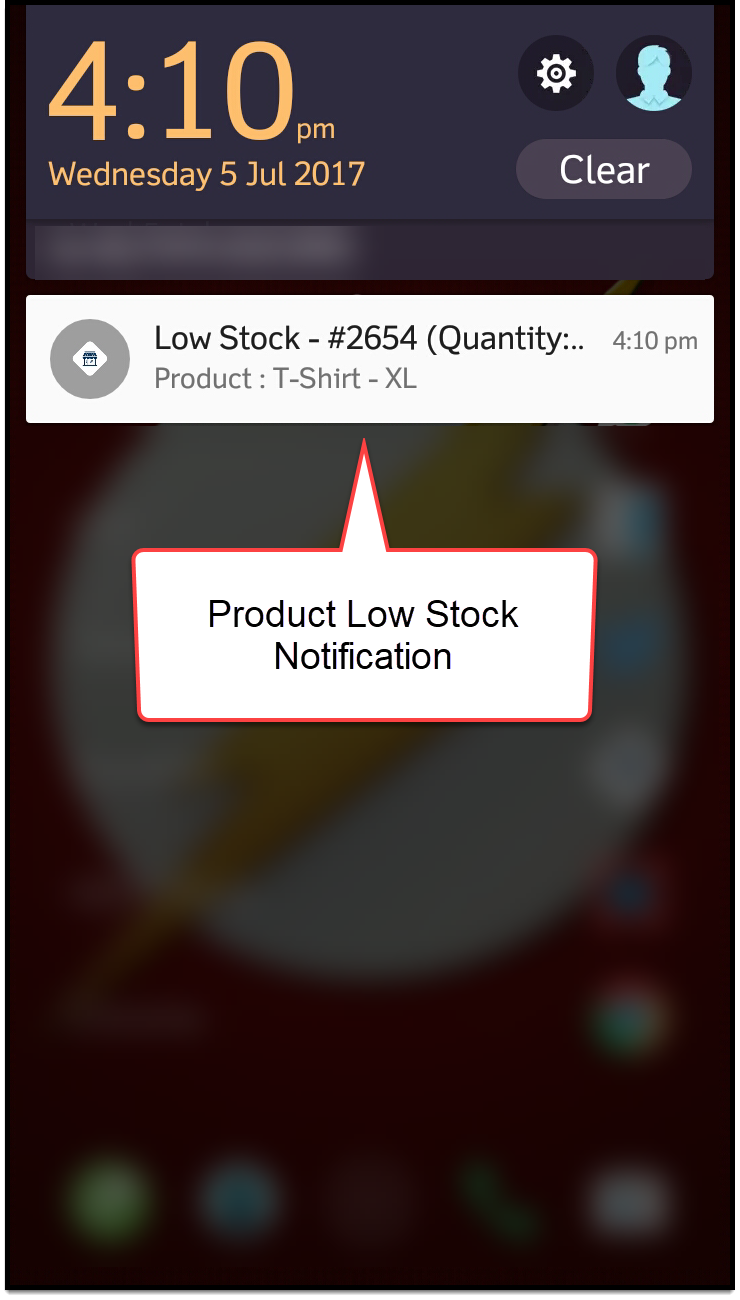 4:10 pm
Wednesday 5 Jul 2017
Clear
Low Stock - #2654 (Quantity:.. 4:10 pm
Product : T-Shirt - XL
Product Low Stock
Notification